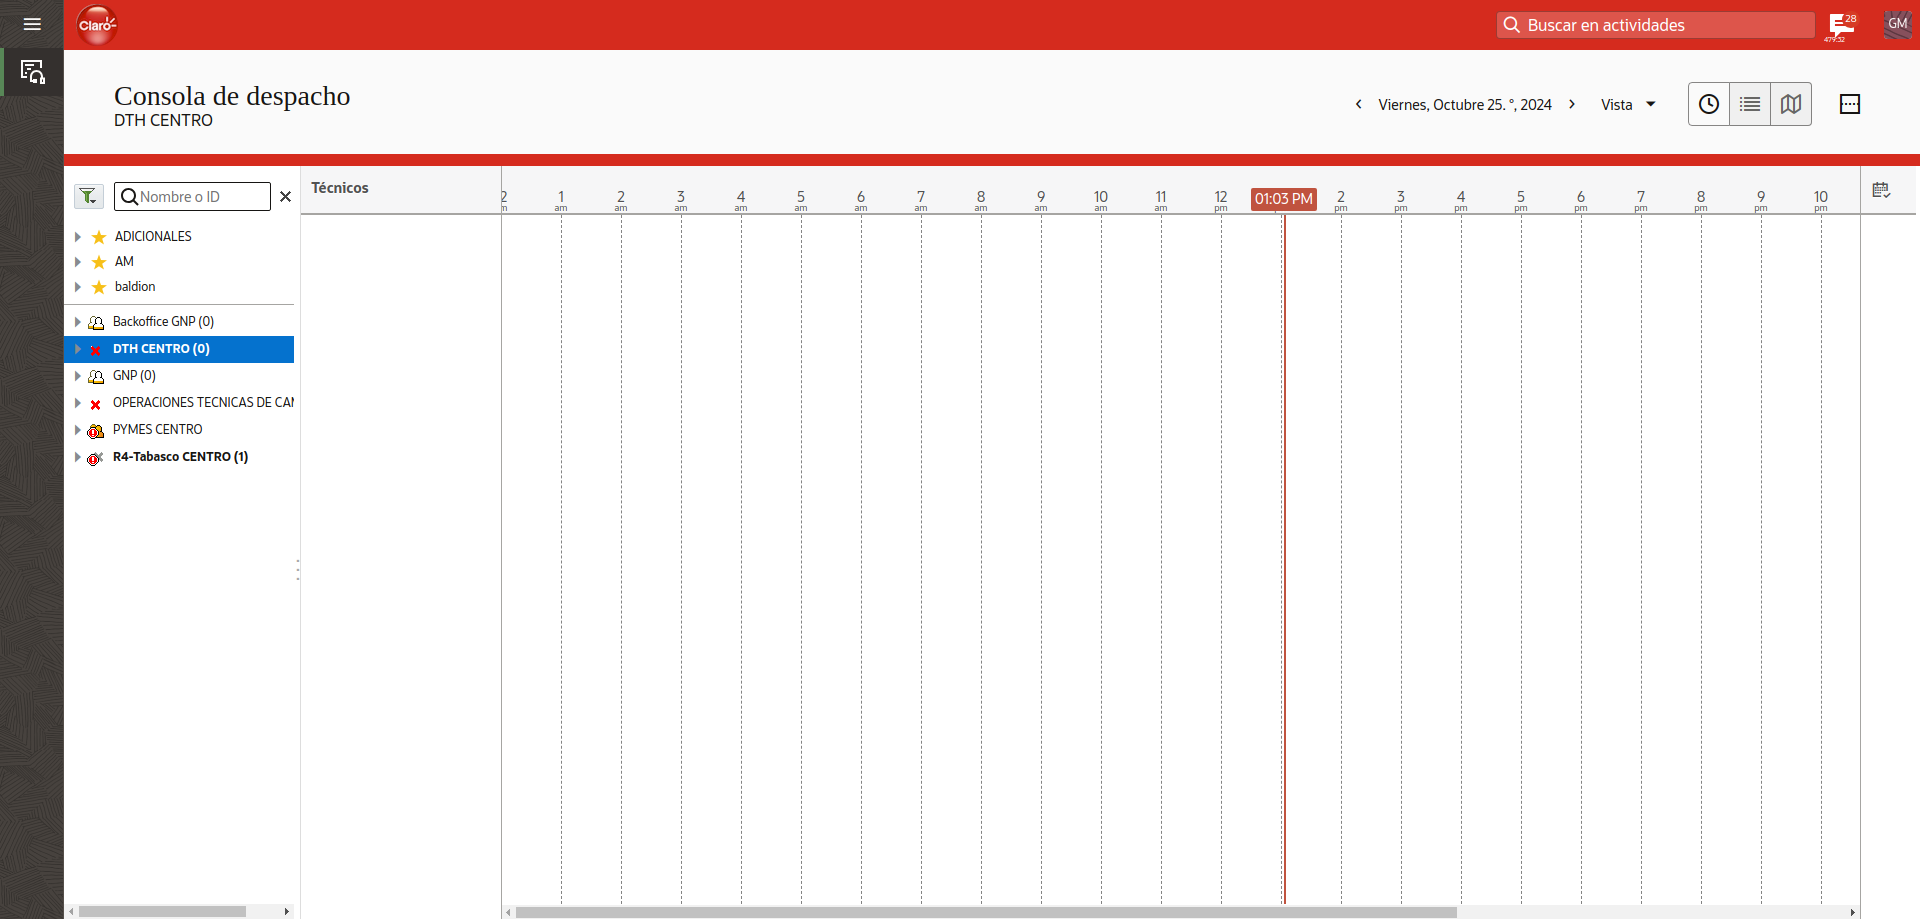 Claro
Buscar en actividades
28
479:32
GM
Consola de despacho
DTH CENTRO
Viernes, Octubre 25. °, 2024
Vista
Nombre o ID
Técnicos
2 1 2 3 4 5 6 7 8 9 10 11 12 01:03 PM 2 3 4 5 6 7 8 9 10
am am am am am am am am am am am pm pm pm pm pm pm pm pm pm pm
ADICIONALES
AM
baldion
Backoffice GNP (0)
DTH CENTRO (0)
GNP (0)
OPERACIONES TECNICAS DE CAM
PYMES CENTRO
R4-Tabasco CENTRO (1)